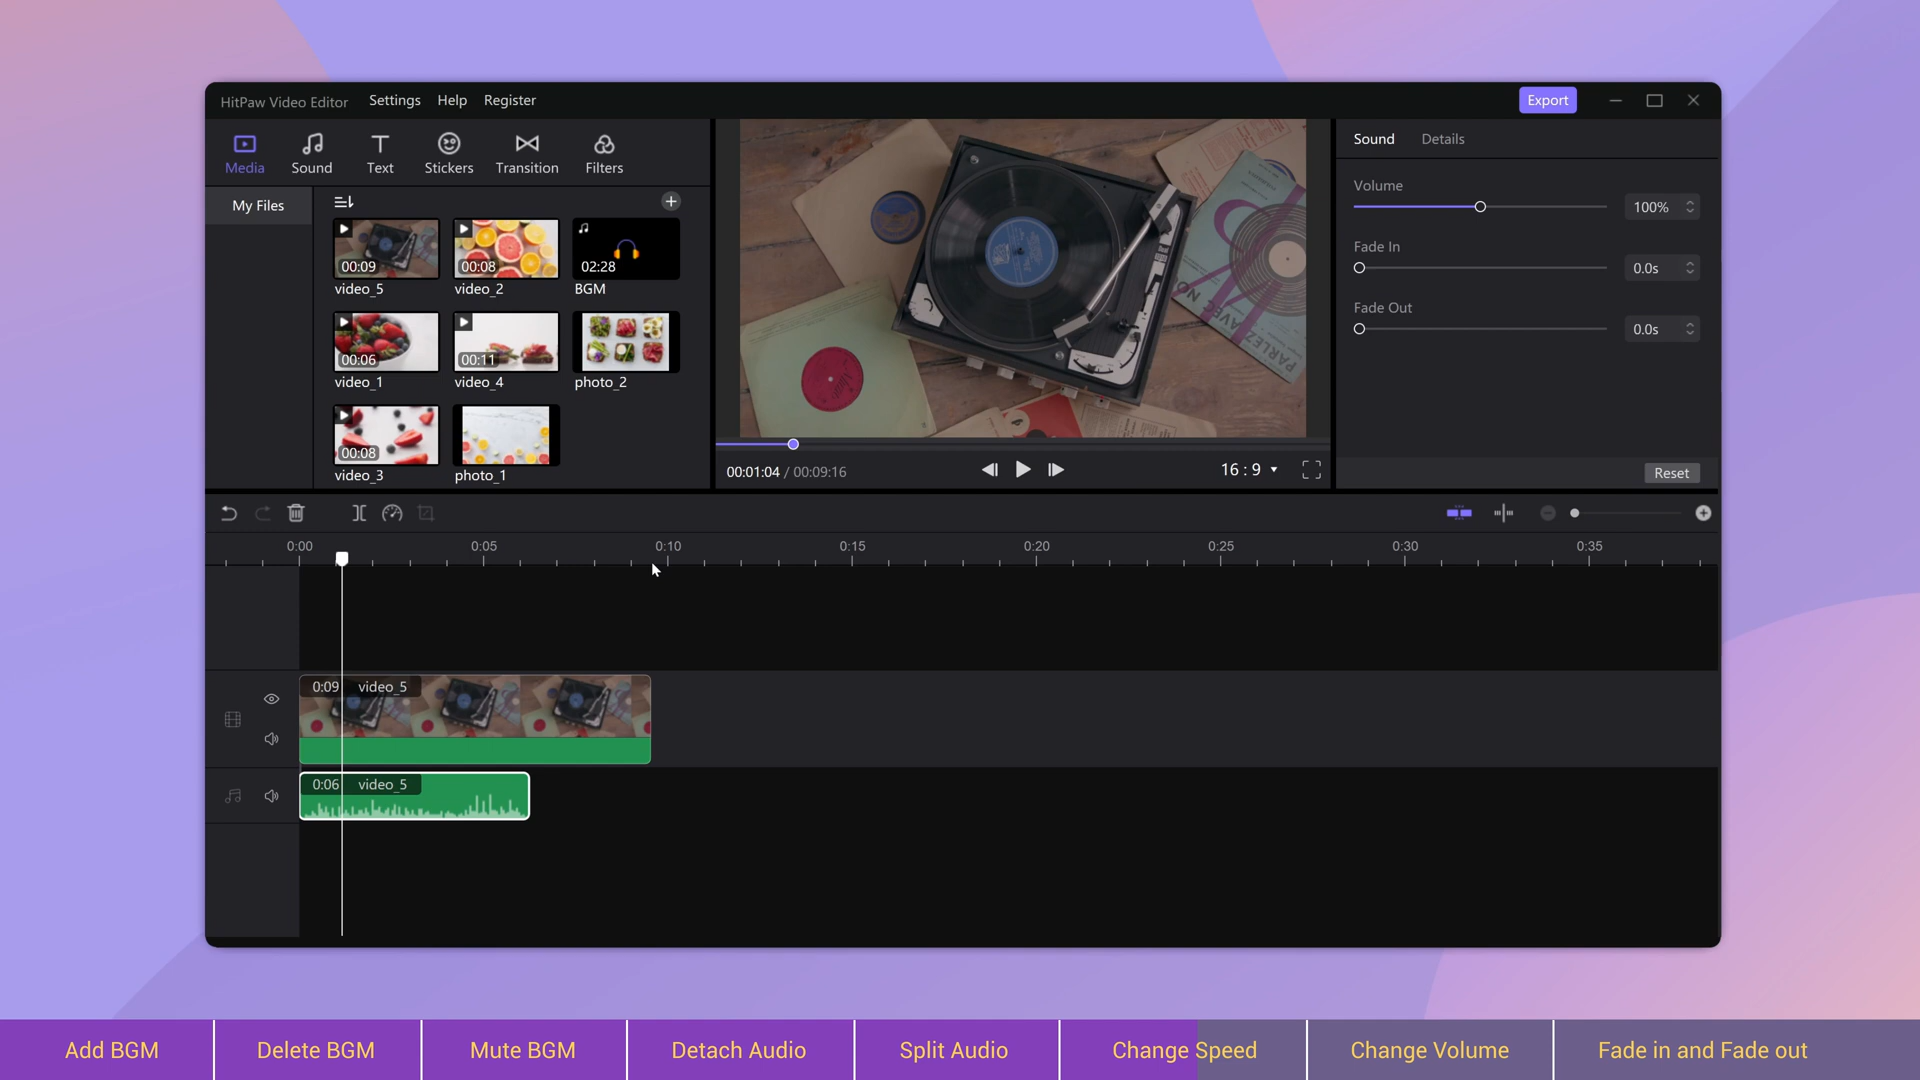 HitPaw Video Editor
Settings
Help
Register
Export
Media
Sound
Text
Stickers
Transition
Filters
My Files
00:09
video_5
00:08
video_2
02:28
BGM
00:06
video_1
00:11
video_4
photo_2
00:08
video_3
photo_1
PARLEZ AVEC NO
00:01:04 / 00:09:16
16 : 9
Sound
Details
Volume
100%
Fade In
0.0s
Fade Out
0.0s
Reset
0:00
0:05
0:10
0:15
0:20
0:25
0:30
0:35
0:09 video_5
0:06 video_5
Add BGM
Delete BGM
Mute BGM
Detach Audio
Split Audio
Change Speed
Change Volume
Fade in and Fade out